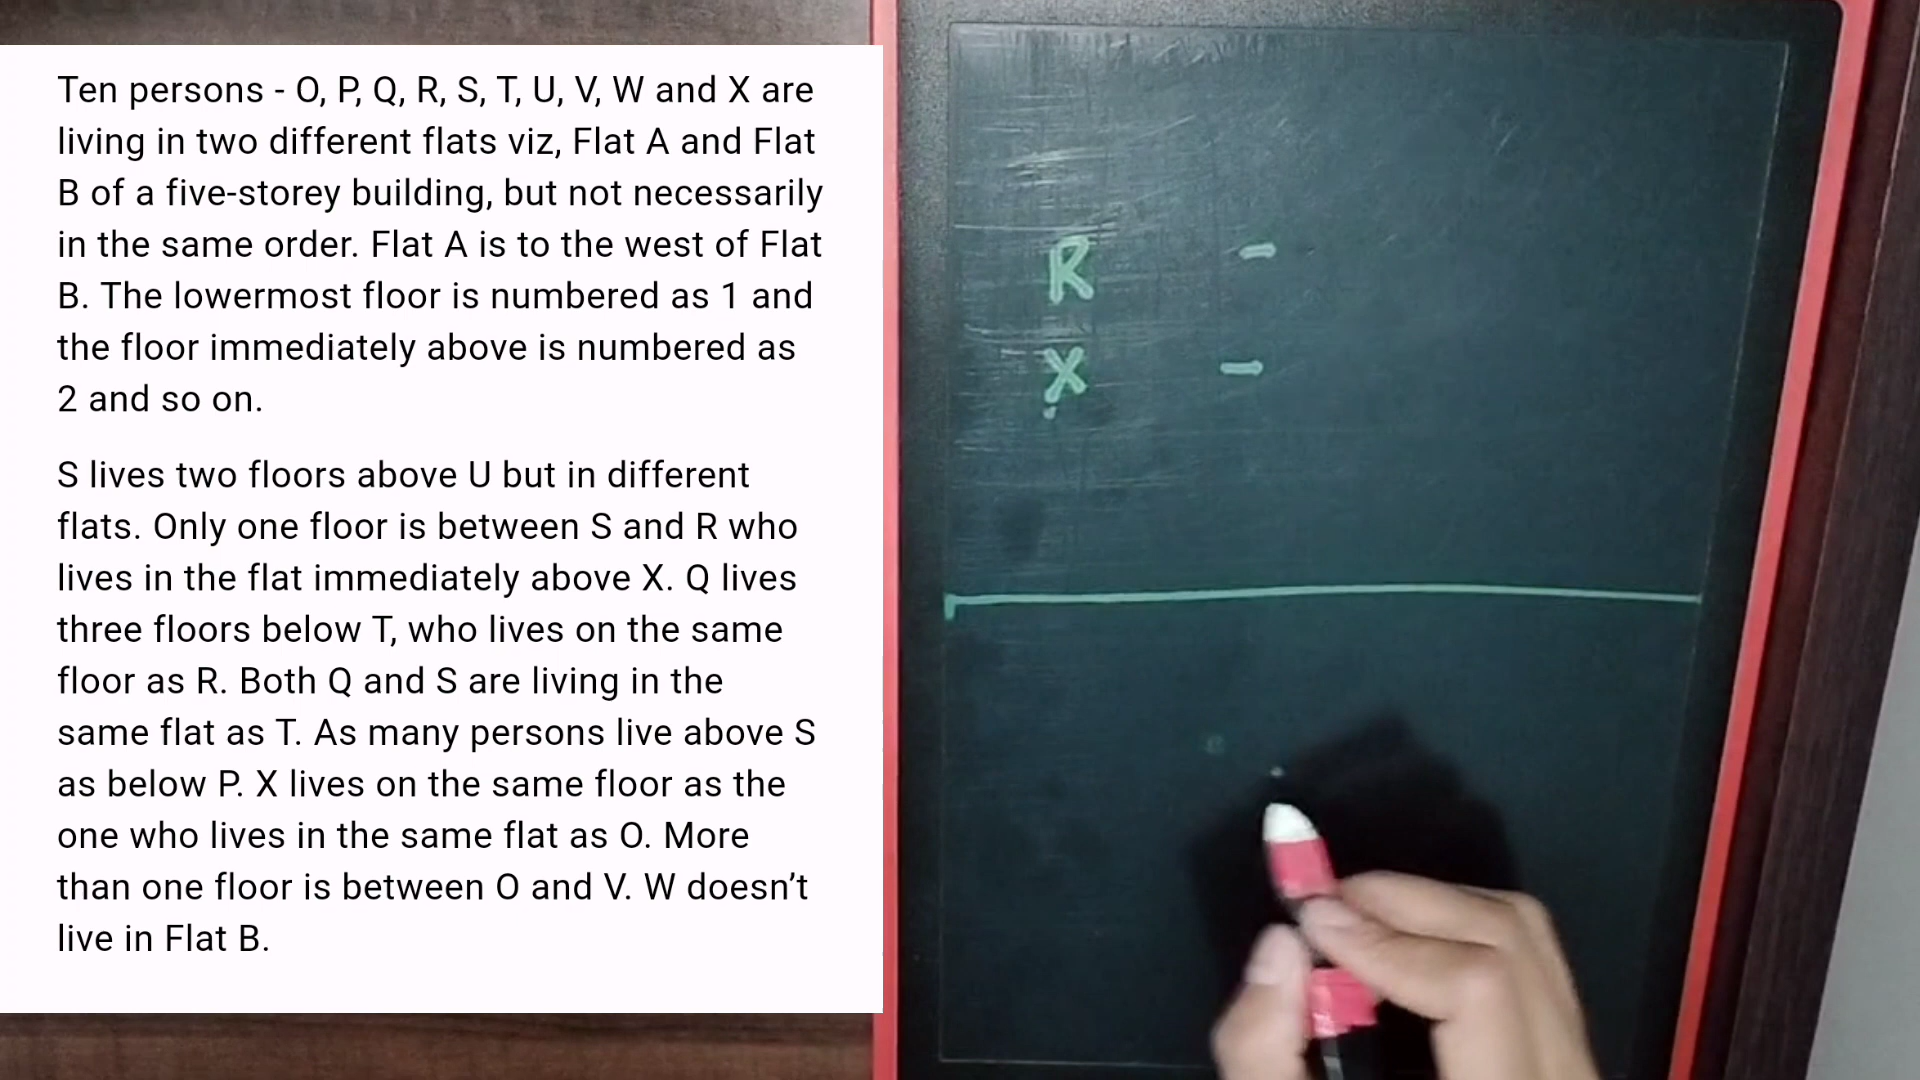 Ten persons - O, P, Q, R, S, T, U, V, W and X are
living in two different flats viz, Flat A and Flat
B of a five-storey building, but not necessarily
in the same order. Flat A is to the west of Flat
B. The lowermost floor is numbered as 1 and
the floor immediately above is numbered as
2 and so on.
S lives two floors above U but in different
flats. Only one floor is between S and R who
lives in the flat immediately above X. Q lives
three floors below T, who lives on the same
floor as R. Both Q and S are living in the
same flat as T. As many persons live above S
as below P. X lives on the same floor as the
one who lives in the same flat as O. More
than one floor is between O and V. W doesn’t
live in Flat B.
R -
X -